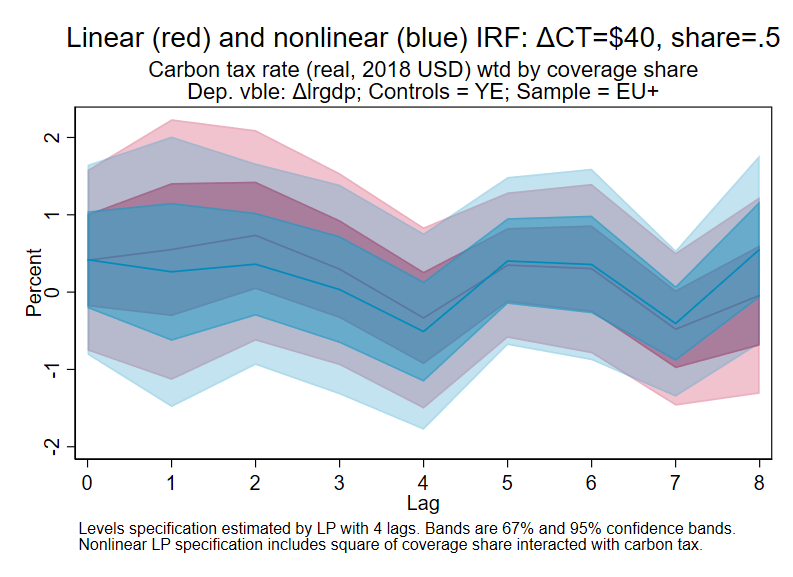 Linear (red) and nonlinear (blue) IRF: ΔCT=$40, share=.5
Carbon tax rate (real, 2018 USD) wtd by coverage share
Dep. vble: Δlrgdp; Controls = YE; Sample = EU+
2
1
0
-1
-2
Percent
0 1 2 3 4 5 6 7 8
Lag
Levels specification estimated by LP with 4 lags. Bands are 67% and 95% confidence bands.
Nonlinear LP specification includes square of coverage share interacted with carbon tax.